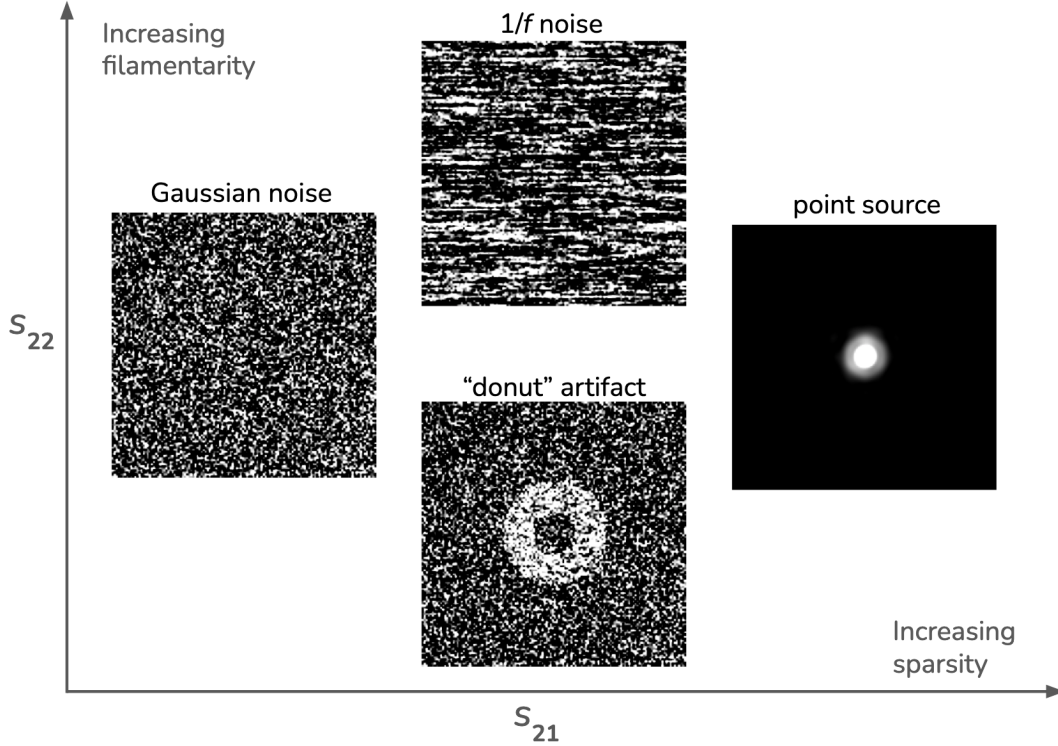 1/f noise
Increasing
filamentarity
Gaussian noise
point source
S22
“donut” artifact
Increasing
sparsity
S21